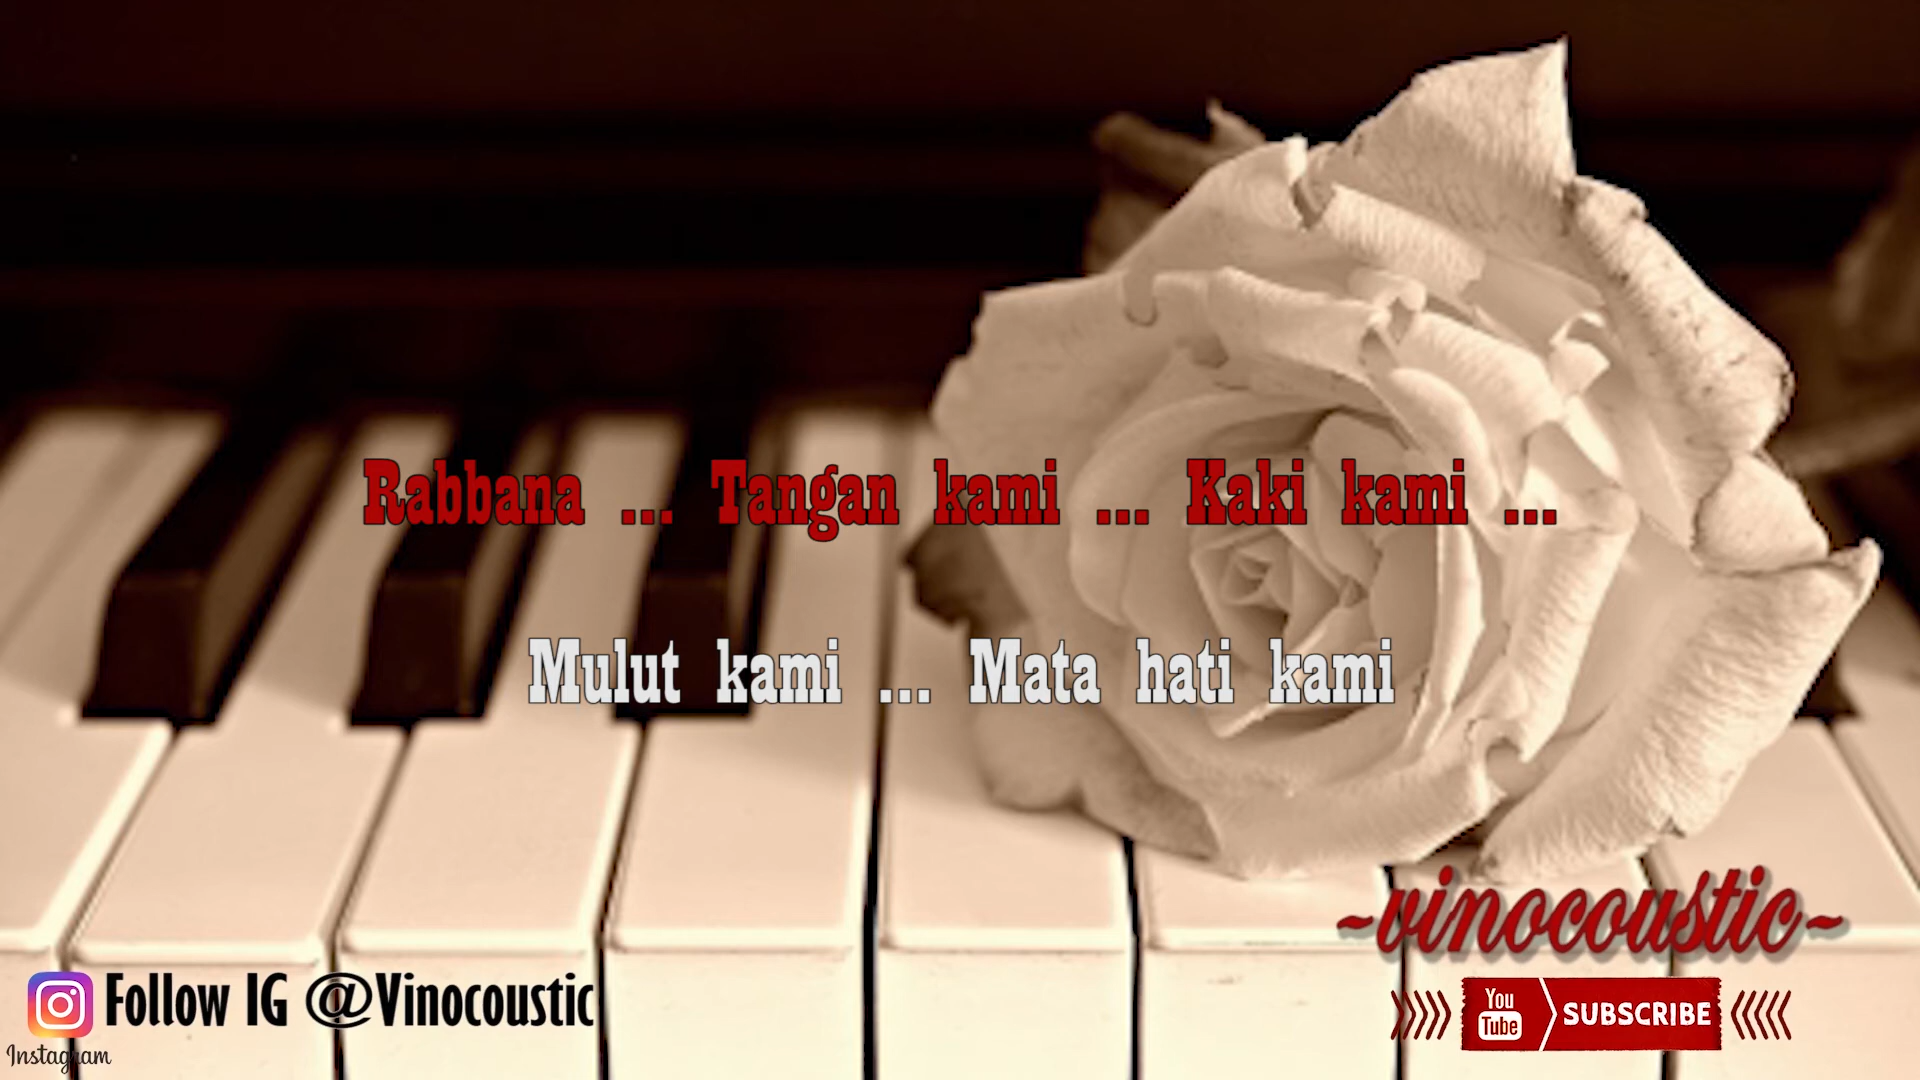 Rabbana ... Tangan kami ... Kaki kami ...
Mulut kami ... Mata hati kami
~vinocoustic~
Follow IG @Vinocoustic
Instagram
You Tube SUBSCRIBE